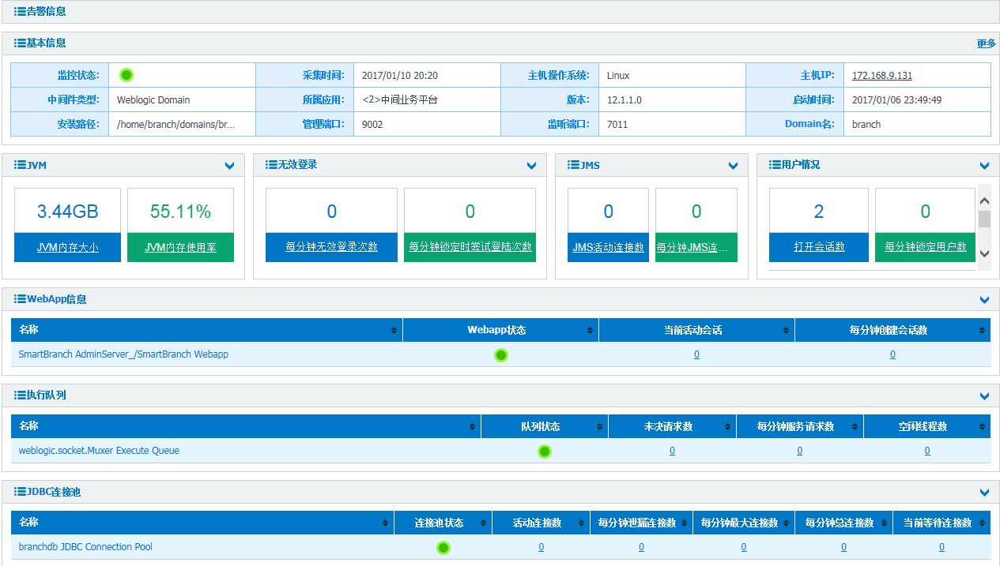 告警信息
基本信息 更多
监控状态: 采集时间: 2017/01/10 20:20 主机操作系统: Linux 主机IP: 172.168.9.131
中间件类型: Weblogic Domain 所属应用: <2>中间业务平台 版本: 12.1.1.0 启动时间: 2017/01/06 23:49:49
安装路径: /home/branch/domains/br... 管理端口: 9002 监听端口: 7011 Domain名: branch
JVM 无效登录 JMS 用户情况
3.44GB 55.11% 0 0 0 0 2 0
JVM内存大小 JVM内存使用率 每分钟无效登录次数 每分钟锁定时尝试登陆次数 JMS活动连接数 每分钟JMS连... 打开会话数 每分钟锁定用户数
WebApp信息
名称 Webapp状态 当前活动会话 每分钟创建会话数
SmartBranch AdminServer_/SmartBranch Webapp 0 0
执行队列
名称 队列状态 未决请求数 每分钟服务请求数 空闲线程数
weblogic.socket.Muxer Execute Queue 0 0 0
JDBC连接池
名称 连接池状态 活动连接数 每分钟泄漏连接数 每分钟最大连接数 每分钟总连接数 当前等待连接数
branchdb JDBC Connection Pool 0 0 0 0 0